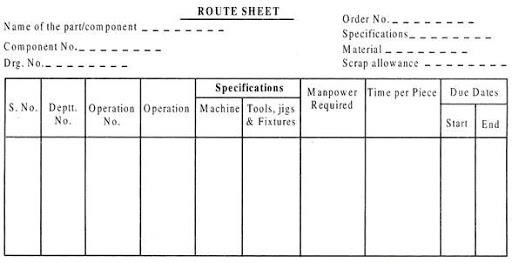 ROUTE SHEET
Name of the part/component _ _ _ _ _ _ _ _
Component No. _ _ _ _ _ _ _
Drg. No. _ _ _ _ _ _ _ _
Order No. _ _ _ _ _ _ _ _
Specifications _ _ _ _ _ _ _
Material _ _ _ _ _ _ _ _
Scrap allowance _ _ _ _ _ _ _
S. No. Deptt. No. Operation No. Operation Specifications Manpower Required Time per Piece Due Dates
Machine Tools, jigs & Fixtures Start End